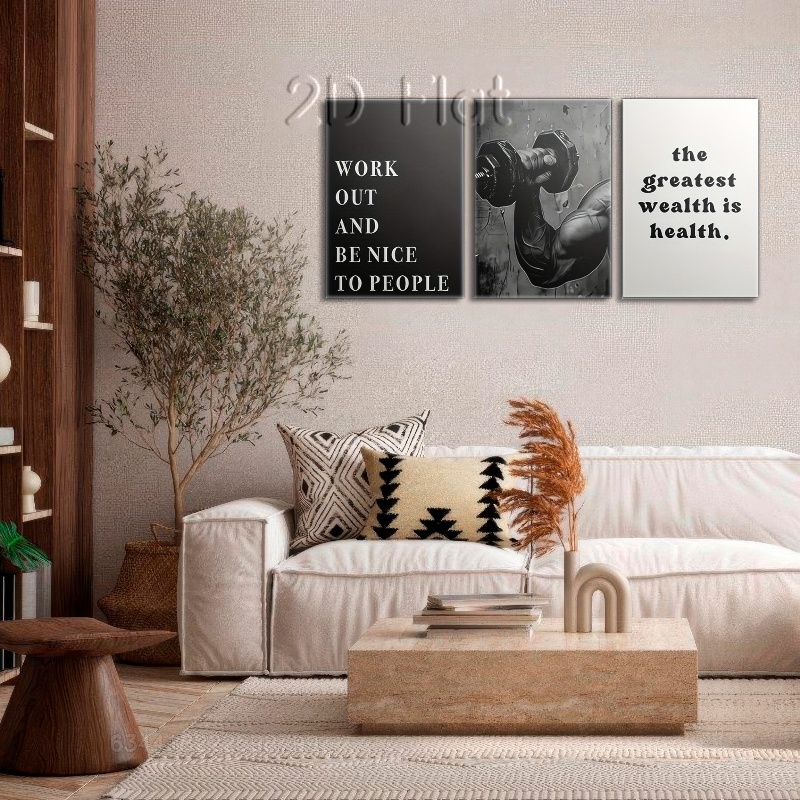 2D Flat
WORK
OUT
AND
BE NICE
TO PEOPLE
the
greatest
wealth is
health.